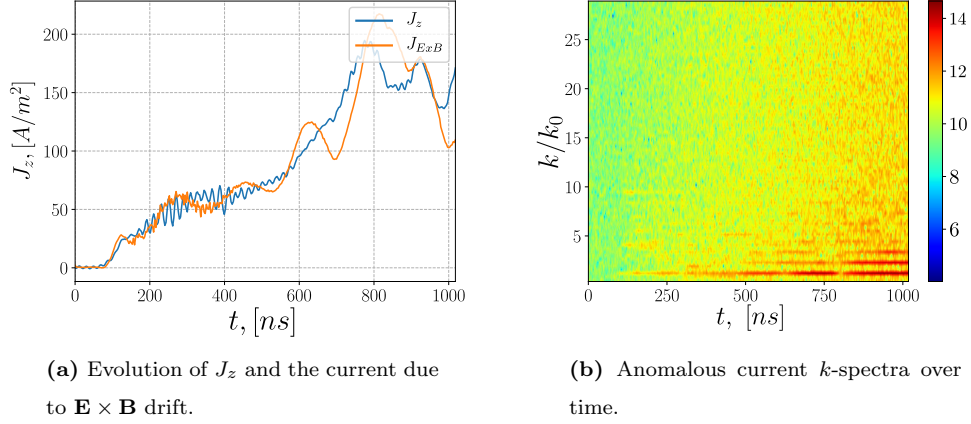 J_z
J_{ExB}
J_z, [A/m^2]
200
150
100
50
0
0 200 400 600 800 1000
t, [ns]
k/k_0
25
20
15
10
5
0 250 500 750 1000
t, [ns]
14
12
10
8
6
(a) Evolution of J_z and the current due
to E × B drift.
(b) Anomalous current k-spectra over
time.